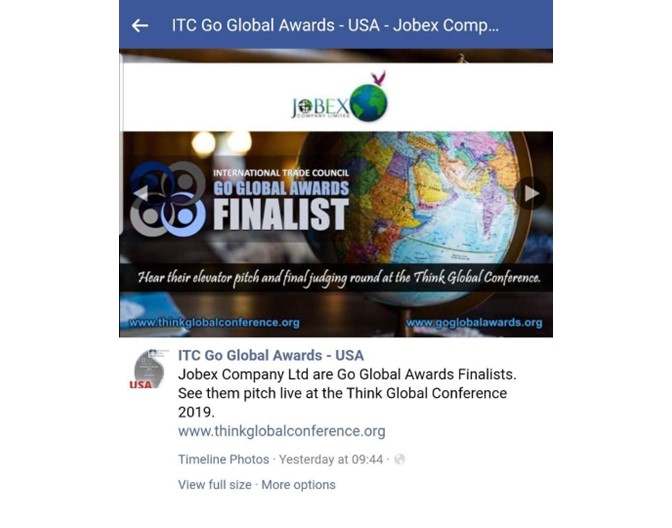 ITC Go Global Awards - USA - Jobex Comp...
JOBEX
COMPANY LIMITED
INTERNATIONAL TRADE COUNCIL
GO GLOBAL AWARDS
FINALIST
Hear their elevator pitch and final judging round at the Think Global Conference.
www.thinkglobalconference.org
www.goglobalawards.org
USA
ITC Go Global Awards - USA
Jobex Company Ltd are Go Global Awards Finalists.
See them pitch live at the Think Global Conference
2019.
www.thinkglobalconference.org
Timeline Photos · Yesterday at 09:44 ·
View full size · More options